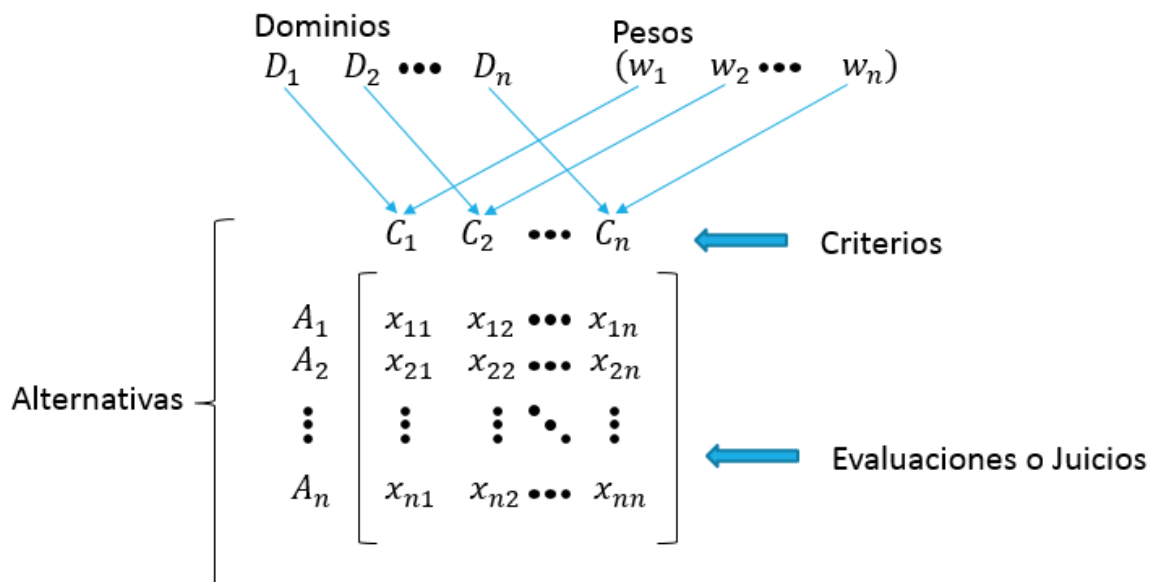 Dominios Pesos
D₁ D₂ ••• Dₙ (w₁ w₂ ••• wₙ)
C₁ C₂ ••• Cₙ Criterios
A₁ x₁₁ x₁₂ ••• x₁ₙ
A₂ x₂₁ x₂₂ ••• x₂ₙ
Alternativas
Evaluaciones o Juicios
Aₙ xₙ₁ xₙ₂ ••• xₙₙ